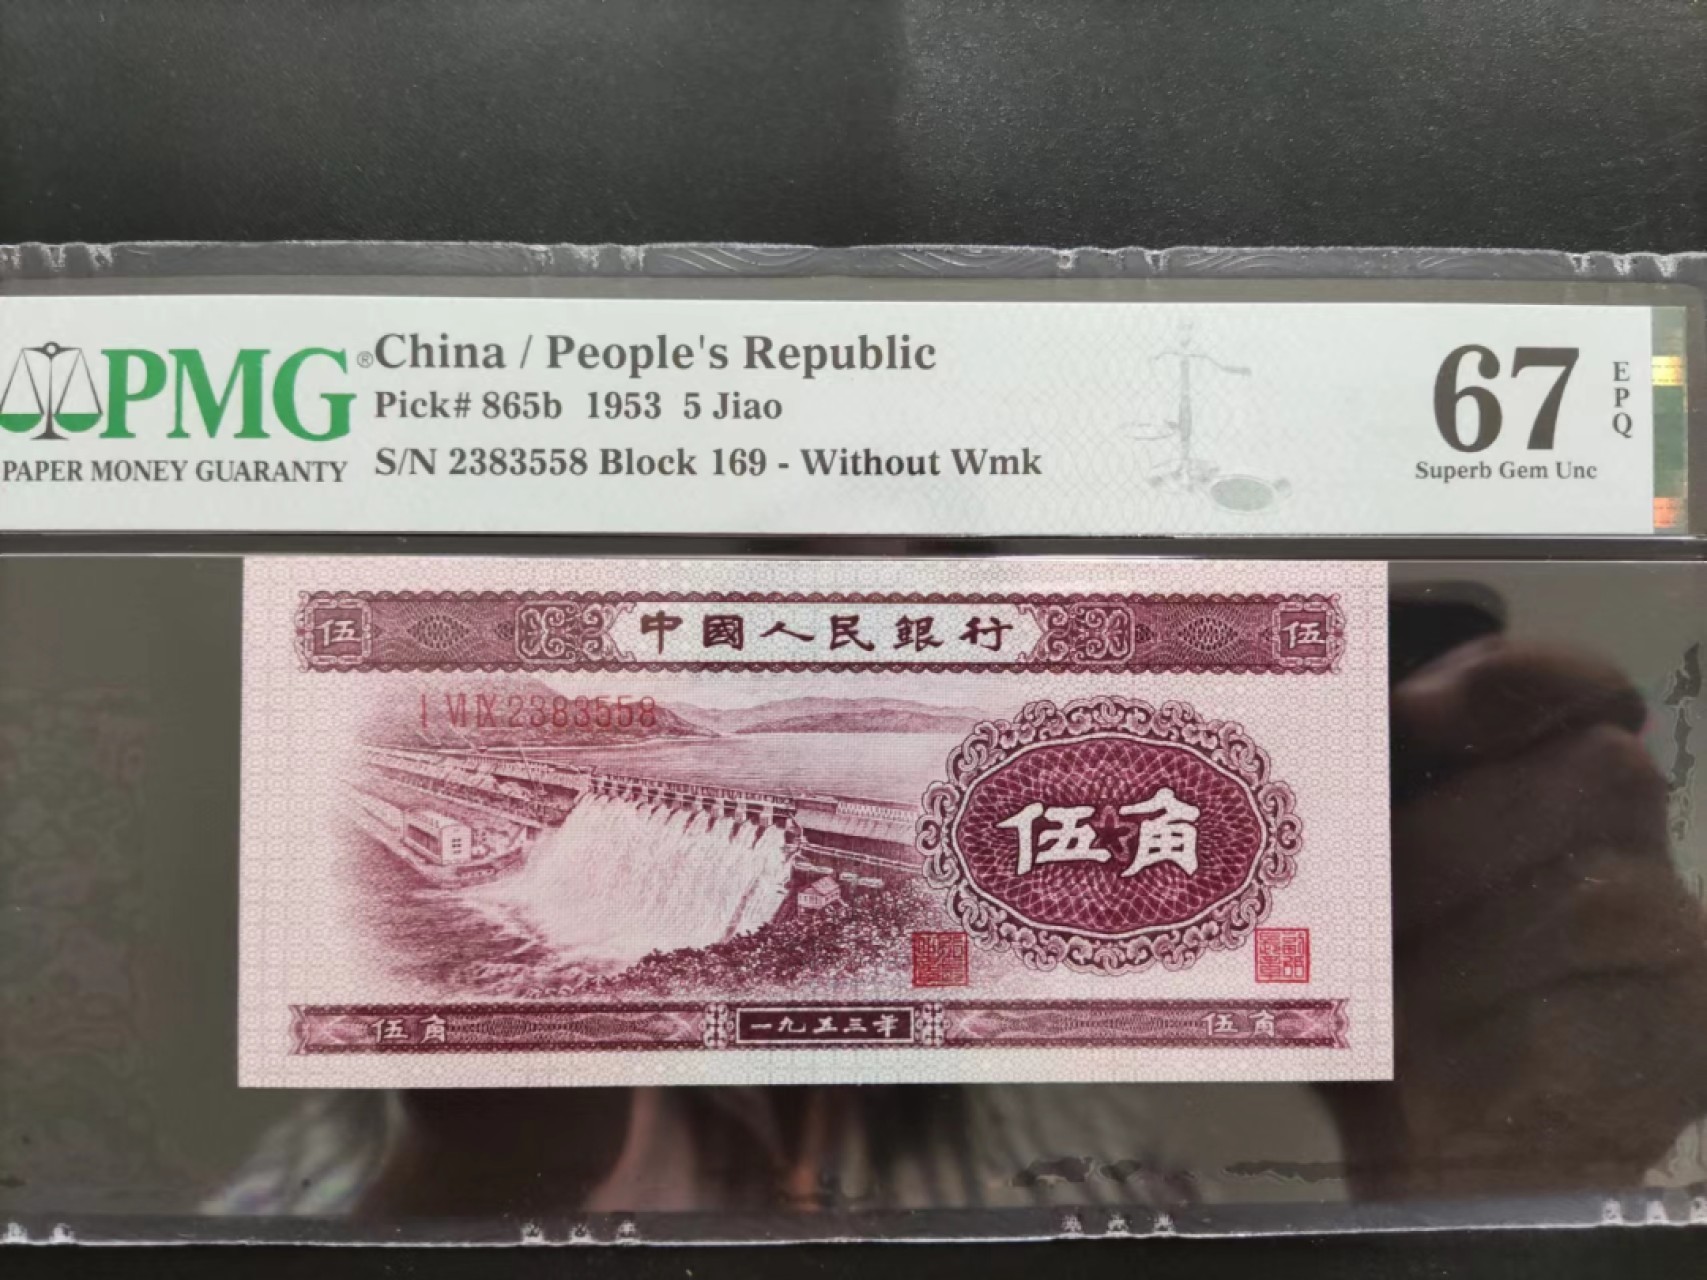 PMG®
PAPER MONEY GUARANTY
China / People's Republic
Pick# 865b 1953 5 Jiao
S/N 2383558 Block 169 - Without Wmk
67
EPQ
Superb Gem Unc
伍 中國人民銀行 伍
I VI IX 2383558
伍角
伍角 一九五三年 伍角